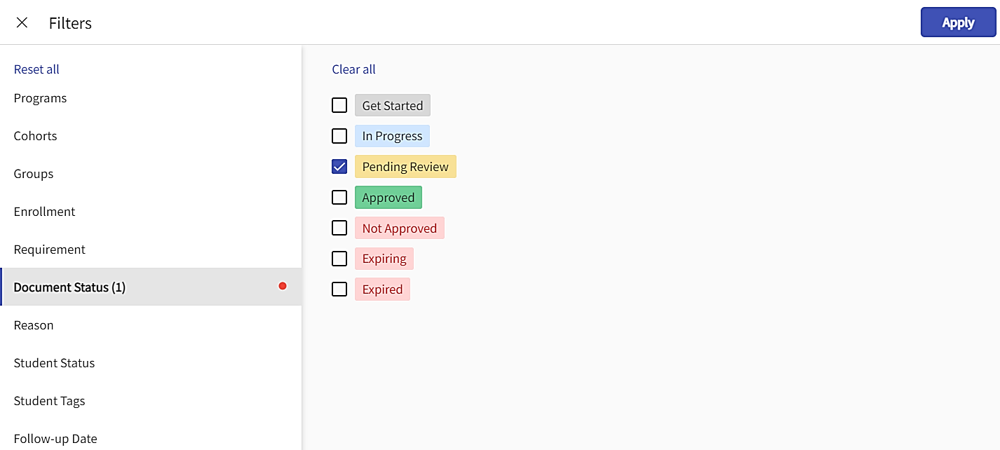 Filters
Apply
Reset all
Programs
Cohorts
Groups
Enrollment
Requirement
Document Status (1)
Reason
Student Status
Student Tags
Follow-up Date
Clear all
Get Started
In Progress
Pending Review
Approved
Not Approved
Expiring
Expired